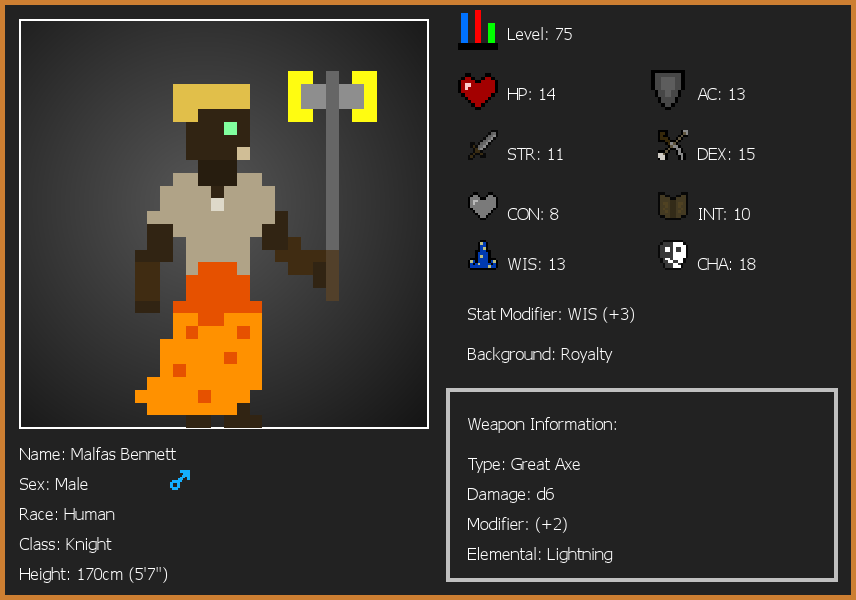 Level: 75
HP: 14
AC: 13
STR: 11
DEX: 15
CON: 8
INT: 10
WIS: 13
CHA: 18
Stat Modifier: WIS (+3)
Background: Royalty
Weapon Information:
Type: Great Axe
Damage: d6
Modifier: (+2)
Elemental: Lightning
Name: Malfas Bennett
Sex: Male
Race: Human
Class: Knight
Height: 170cm (5'7")